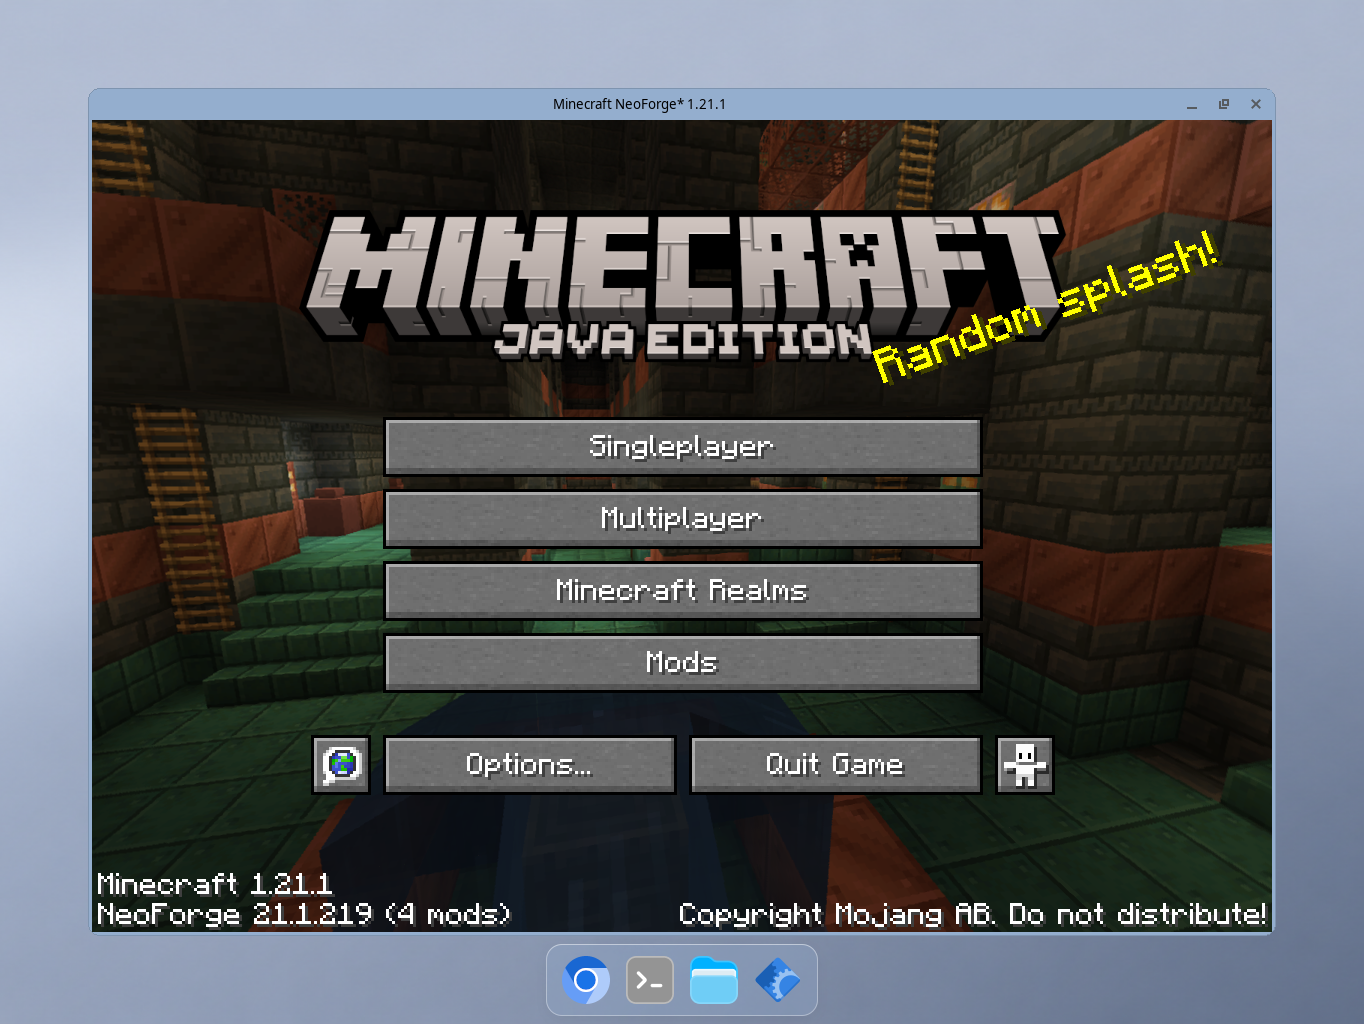 Minecraft NeoForge* 1.21.1
MINECRAFT
JAVA EDITION
Random splash!
Singleplayer
Multiplayer
Minecraft Realms
Mods
Options...
Quit Game
Minecraft 1.21.1
NeoForge 21.1.219 (4 mods)
Copyright Mojang AB. Do not distribute!